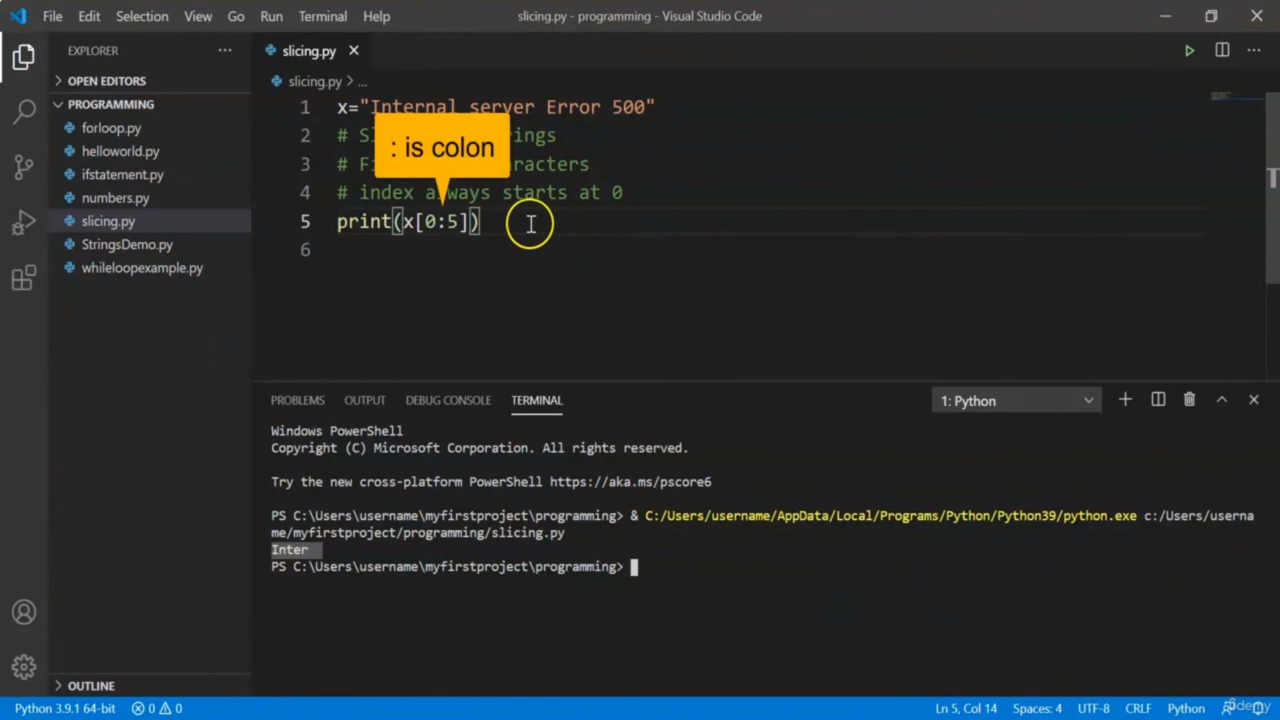 File Edit Selection View Go Run Terminal Help slicing.py - programming - Visual Studio Code
EXPLORER ...
OPEN EDITORS
PROGRAMMING
forloop.py
helloworld.py
ifstatement.py
numbers.py
slicing.py
StringsDemo.py
whileloopexample.py
OUTLINE
slicing.py
slicing.py > ...
1 x="Internal server Error 500"
2 # S ings
3 # Fi acters
4 # index always starts at 0
5 print(x[0:5])
6
: is colon
PROBLEMS OUTPUT DEBUG CONSOLE TERMINAL 1: Python
Windows PowerShell
Copyright (C) Microsoft Corporation. All rights reserved.
Try the new cross-platform PowerShell https://aka.ms/pscore6
PS C:\Users\username\myfirstproject\programming> & C:/Users/username/AppData/Local/Programs/Python/Python39/python.exe c:/Users/userna
me/myfirstproject/programming/slicing.py
Inter
PS C:\Users\username\myfirstproject\programming>
Python 3.9.1 64-bit 0 0 Ln 5, Col 14 Spaces: 4 UTF-8 CRLF Python
ûdemy